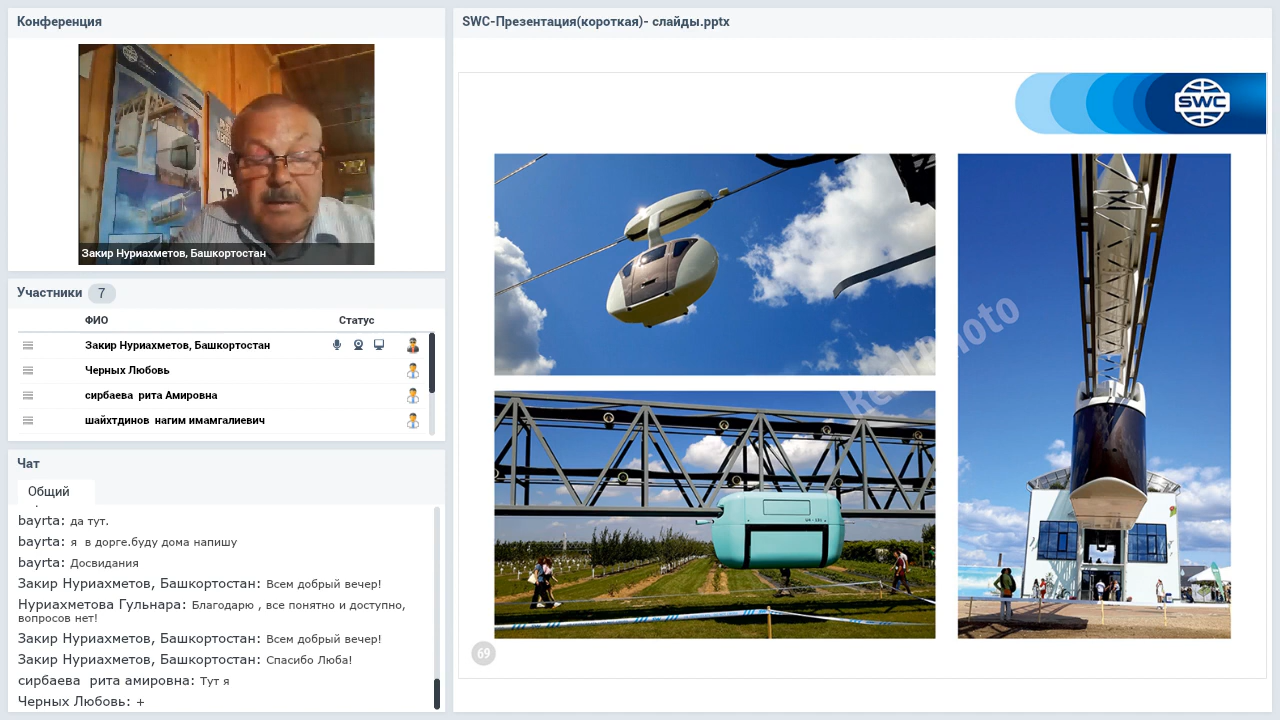 Конференция
Закир Нуриахметов, Башкортостан
Участники 7
ФИО Статус
Закир Нуриахметов, Башкортостан
Черных Любовь
сирбаева рита Амировна
шайхтдинов нагим имамгалиевич
Чат
Общий
bayrta: да тут.
bayrta: я в дорге.буду дома напишу
bayrta: Досвидания
Закир Нуриахметов, Башкортостан: Всем добрый вечер!
Нуриахметова Гульнара: Благодарю , все понятно и доступно,
вопросов нет!
Закир Нуриахметов, Башкортостан: Всем добрый вечер!
Закир Нуриахметов, Башкортостан: Спасибо Люба!
сирбаева рита амировна: Тут я
Черных Любовь: +
SWC-Презентация(короткая)- слайды.pptx
SWC
69